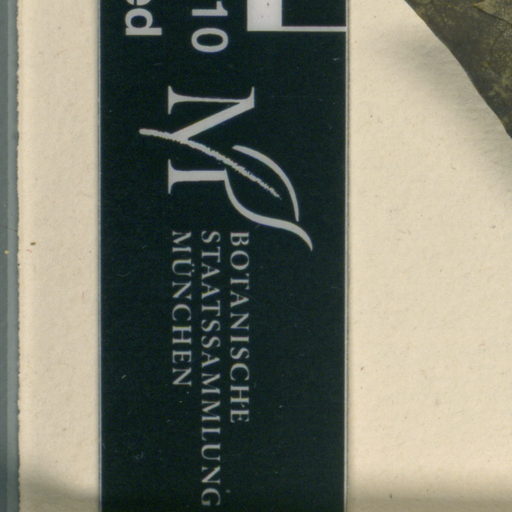 10
ed
BOTANISCHE
STAATSSAMMLUNG
MÜNCHEN